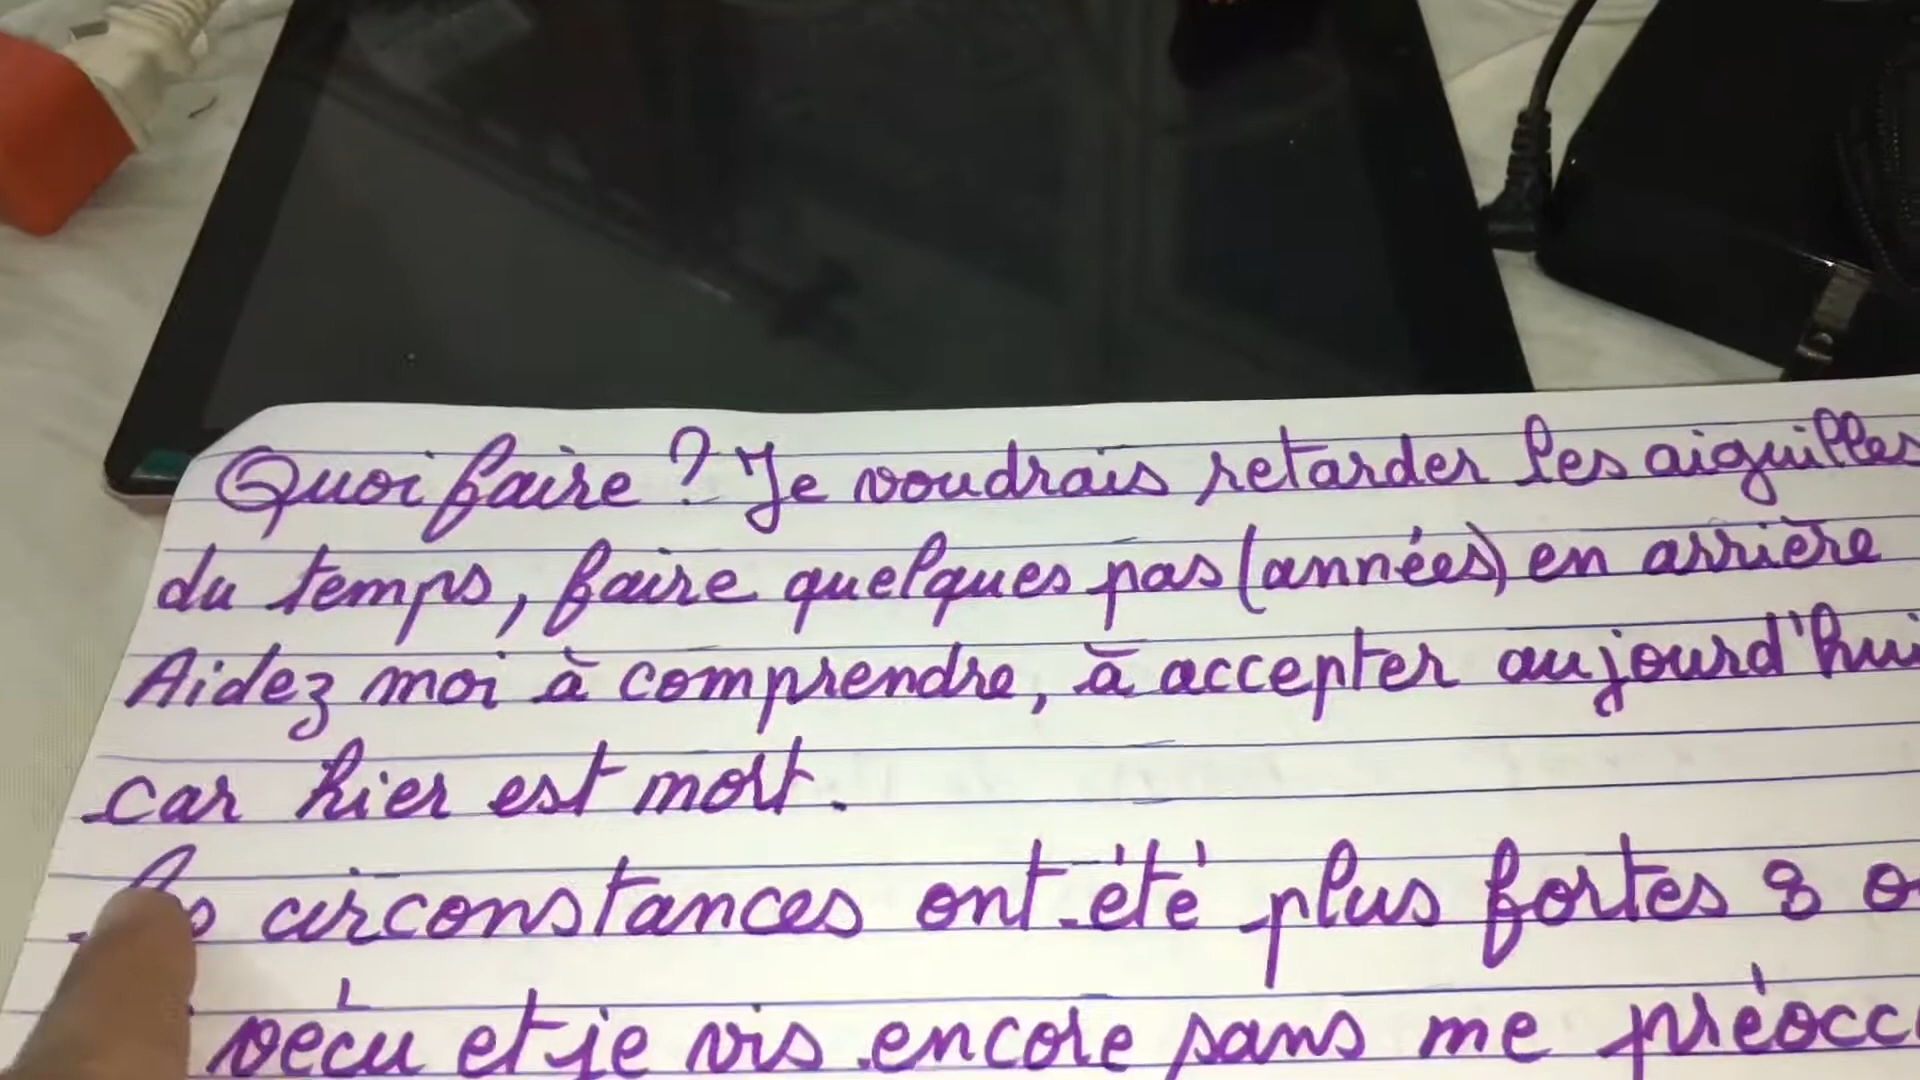 Quoi faire ? Je voudrais retarder les aiguilles
du temps, faire quelques pas (années) en arrière
Aidez moi à comprendre, à accepter aujourd'hui
car hier est mort.
circonstances ont été plus fortes &
vécu et je vis encore sans me